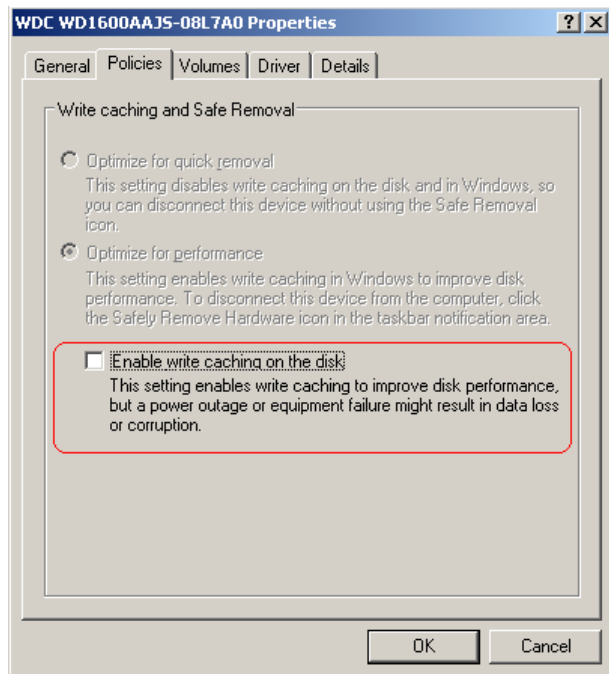 WDC WD1600AAJS-08L7A0 Properties
General Policies Volumes Driver Details
Write caching and Safe Removal
Optimize for quick removal
This setting disables write caching on the disk and in Windows, so
you can disconnect this device without using the Safe Removal
icon.
Optimize for performance
This setting enables write caching in Windows to improve disk
performance. To disconnect this device from the computer, click
the Safely Remove Hardware icon in the taskbar notification area.
Enable write caching on the disk
This setting enables write caching to improve disk performance,
but a power outage or equipment failure might result in data loss
or corruption.
OK Cancel